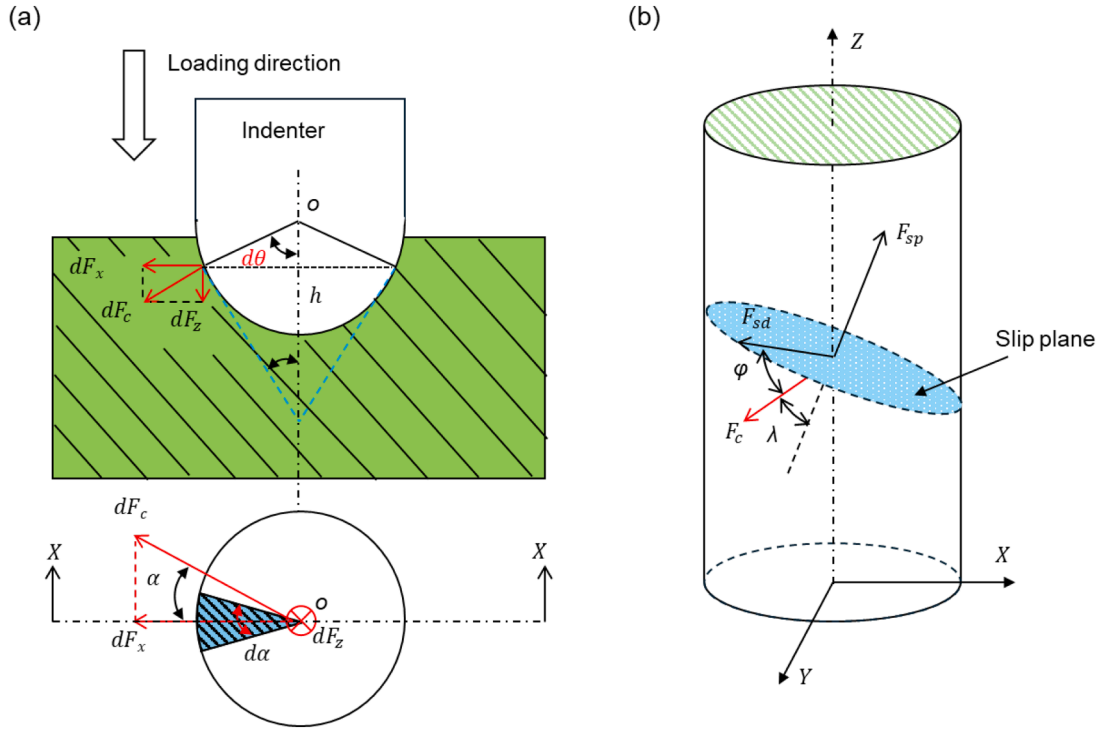 (a)
Loading direction
Indenter
o
dθ
h
dF_x
dF_c
dF_z
dF_c
X
X
α
o
dF_x
dF_z
dα
(b)
Z
F_sp
F_sd
Slip plane
φ
F_c
λ
X
Y